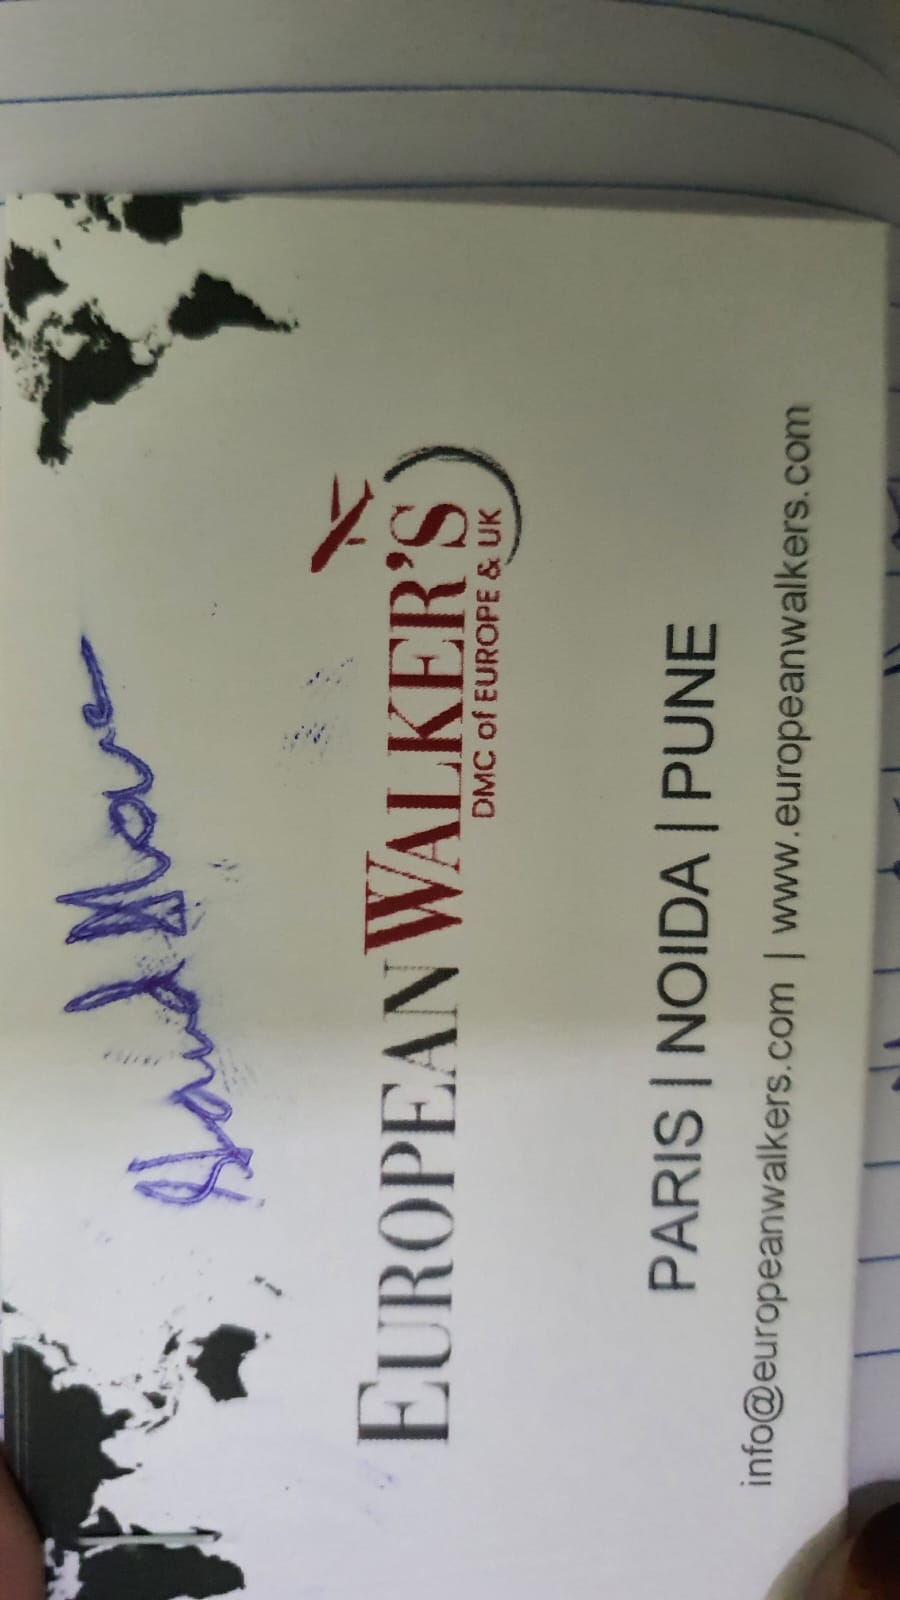 EUROPEAN WALKER'S
DMC of EUROPE & UK
PARIS | NOIDA | PUNE
info@europeanwalkers.com | www.europeanwalkers.com